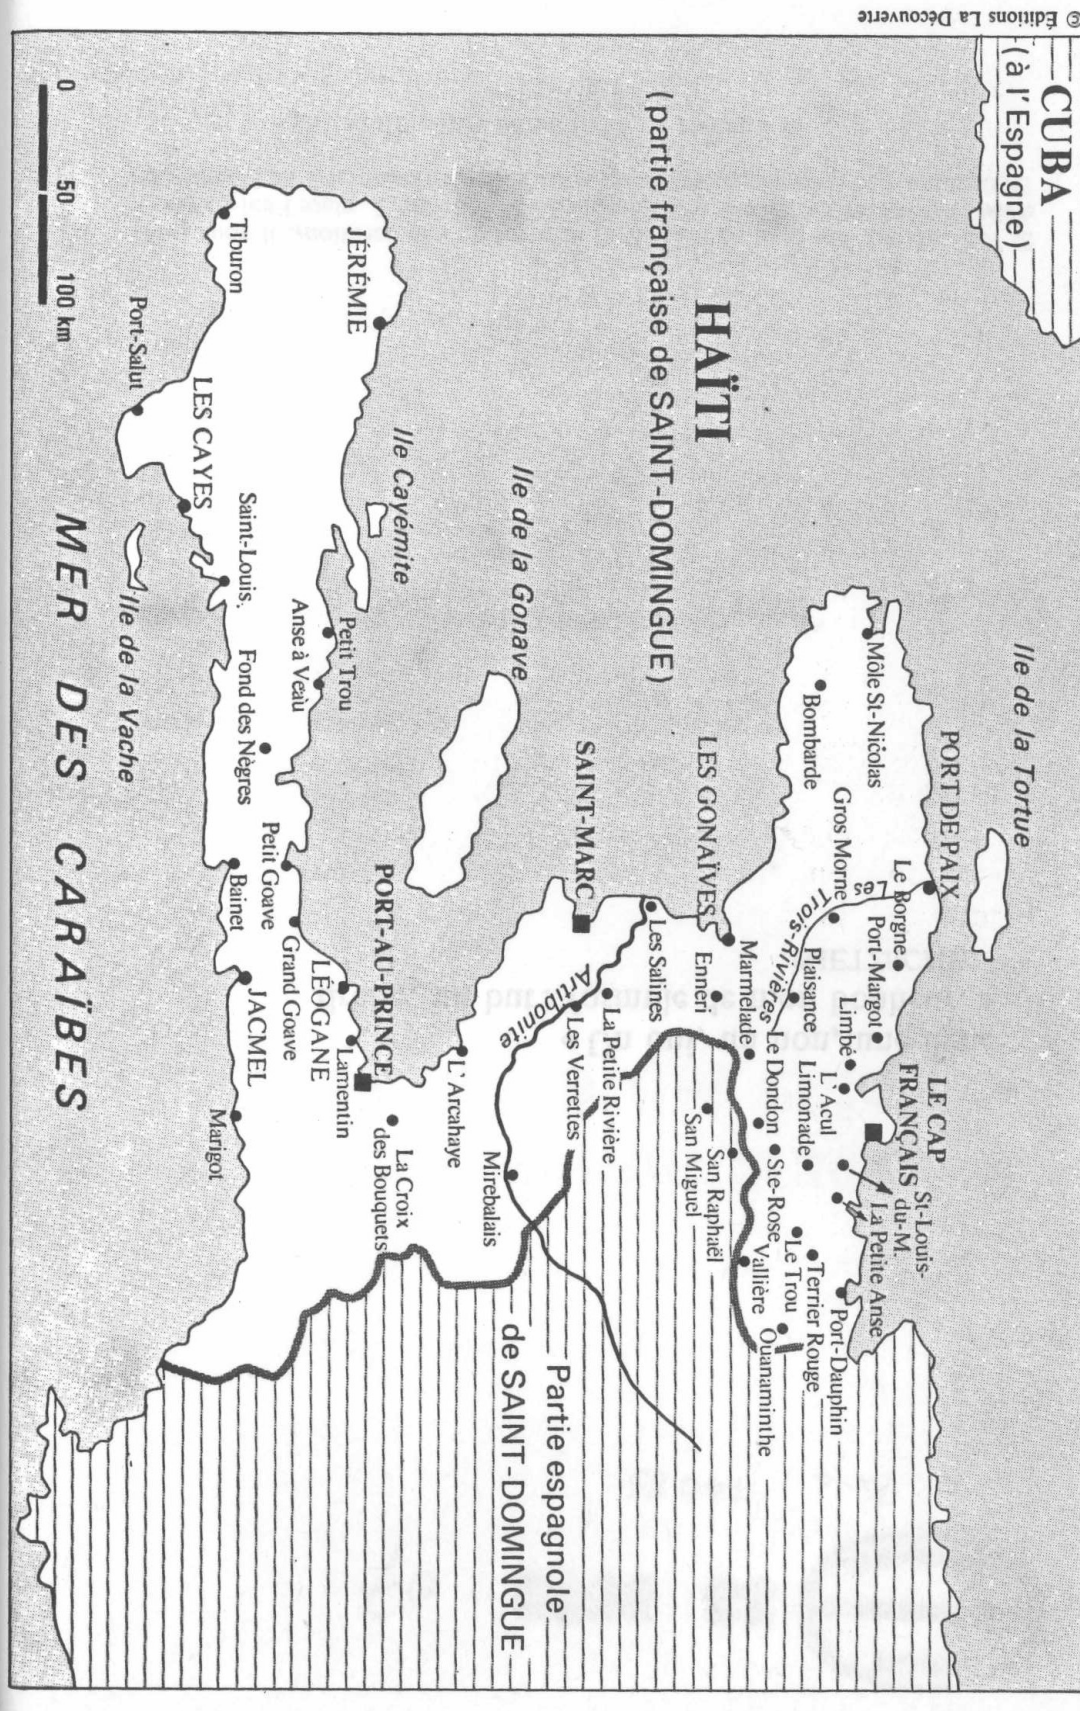 © Éditions La Découverte
CUBA
(à l'Espagne)
HAÏTI
(partie française de SAINT-DOMINGUE)
Ile de la Tortue
PORT DE PAIX
Môle St-Nicolas
Bombarde
Gros Morne
Les Trois-Rivières
Le Borgne
Port-Margot
Limbé
Plaisance
LE CAP
FRANÇAIS
St-Louis-
du-M.
La Petite Anse
L'Acul
Limonade
Port-Dauphin
Terrier Rouge
Le Trou
Ouanaminthe
Le Dondon
Ste-Rose
Vallière
Marmelade
LES GONAÏVES
Enneri
San Raphaël
San Miguel
Les Salines
SAINT-MARC
Artibonite
La Petite Rivière
Les Verrettes
Mirebalais
L'Arcahaye
Partie espagnole
de SAINT-DOMINGUE
Ile de la Gonave
Ile Cayémite
JÉRÉMIE
Tiburon
Port-Salut
LES CAYES
Saint-Louis
Petit Trou
Anse à Veau
Fond des Nègres
Petit Goave
Grand Goave
LÉOGANE
PORT-AU-PRINCE
Lamentin
La Croix
des Bouquets
Bainet
JACMEL
Marigot
Ile de la Vache
MER DES CARAÏBES
0 50 100 km